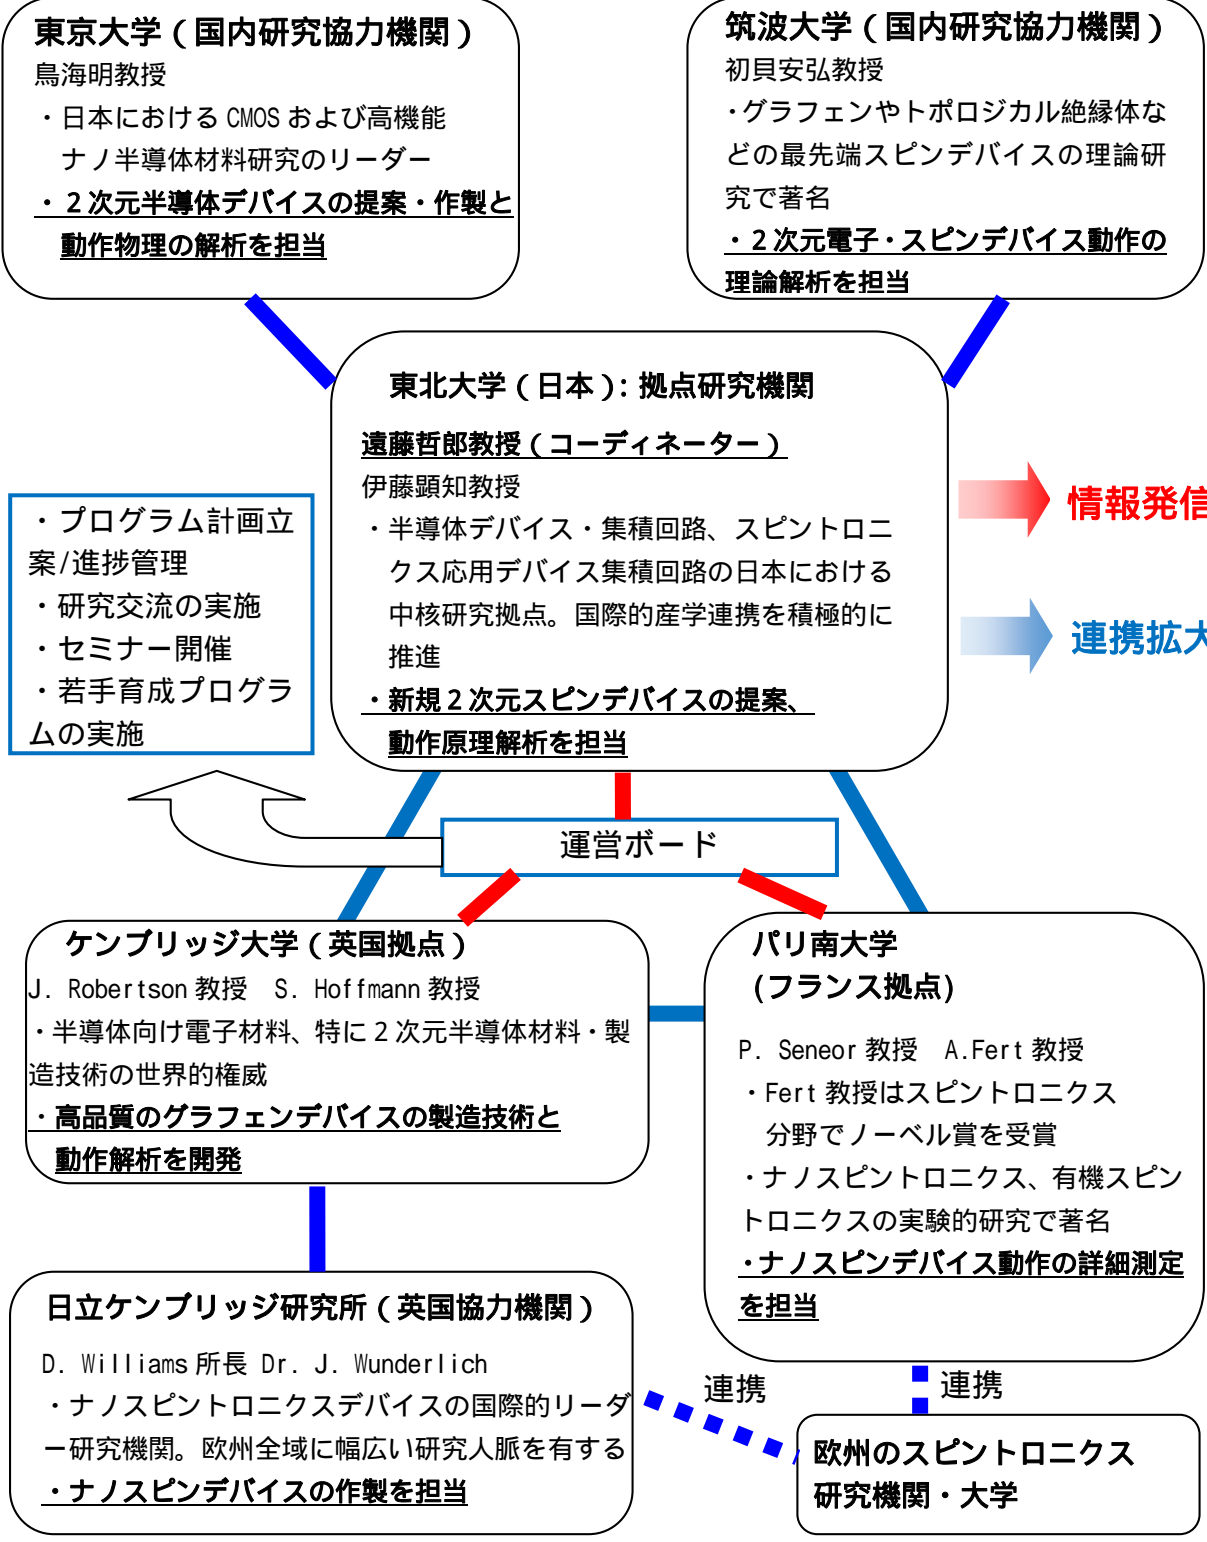 東京大学（国内研究協力機関）
鳥海明教授
・日本における CMOS および高機能
ナノ半導体材料研究のリーダー
・２次元半導体デバイスの提案・作製と
動作物理の解析を担当
筑波大学（国内研究協力機関）
初貝安弘教授
・グラフェンやトポロジカル絶縁体な
どの最先端スピンデバイスの理論研
究で著名
・２次元電子・スピンデバイス動作の
理論解析を担当
東北大学（日本）：拠点研究機関
遠藤哲郎教授（コーディネーター）
伊藤顕知教授
・半導体デバイス・集積回路、スピントロニ
クス応用デバイス集積回路の日本における
中核研究拠点。国際的産学連携を積極的に
推進
・新規２次元スピンデバイスの提案、
動作原理解析を担当
情報発信
連携拡大
・プログラム計画立
案/進捗管理
・研究交流の実施
・セミナー開催
・若手育成プログラ
ムの実施
運営ボード
ケンブリッジ大学（英国拠点）
J. Robertson 教授　S. Hoffmann 教授
・半導体向け電子材料、特に２次元半導体材料・製
造技術の世界的権威
・高品質のグラフェンデバイスの製造技術と
動作解析を開発
パリ南大学
(フランス拠点)
P. Seneor 教授　A.Fert 教授
・Fert 教授はスピントロニクス
分野でノーベル賞を受賞
・ナノスピントロニクス、有機スピン
トロニクスの実験的研究で著名
・ナノスピンデバイス動作の詳細測定
を担当
日立ケンブリッジ研究所（英国協力機関）
D. Williams 所長 Dr. J. Wunderlich
・ナノスピントロニクスデバイスの国際的リーダ
ー研究機関。欧州全域に幅広い研究人脈を有する
・ナノスピンデバイスの作製を担当
連携
連携
欧州のスピントロニクス
研究機関・大学